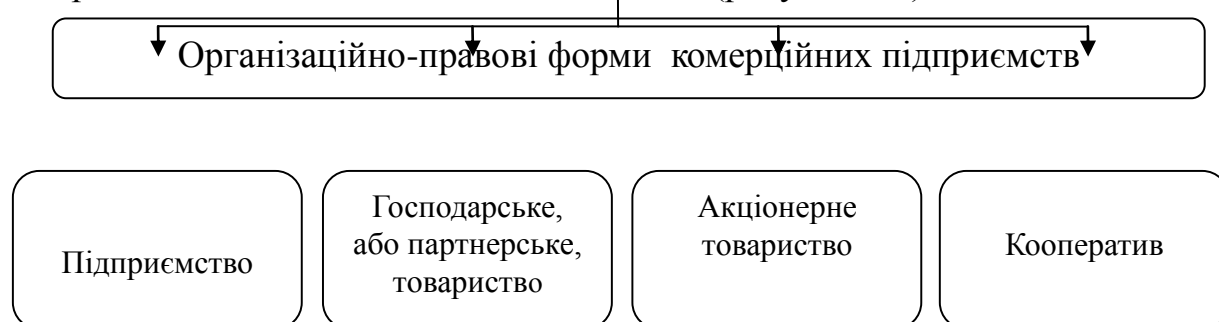 Організаційно-правові форми комерційних підприємств
Підприємство
Господарське,
або партнерське,
товариство
Акціонерне
товариство
Кооператив